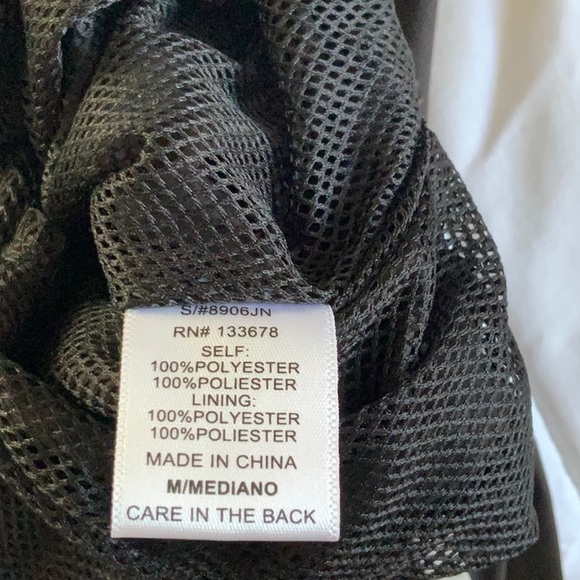 S/#8906JN
RN# 133678
SELF:
100%POLYESTER
100%POLIESTER
LINING:
100%POLYESTER
100%POLIESTER
MADE IN CHINA
M/MEDIANO
CARE IN THE BACK